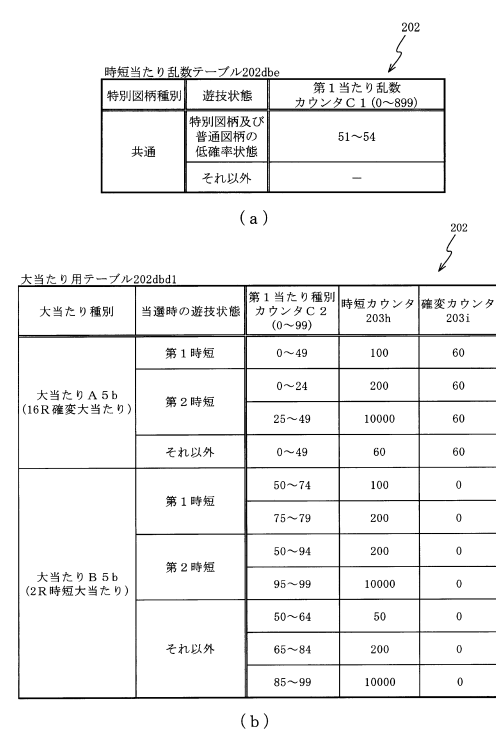 202
時短当たり乱数テーブル202dbe
特別図柄種別 遊技状態 第１当たり乱数
カウンタＣ１(0～899)
共通 特別図柄及び
普通図柄の
低確率状態 51～54
それ以外 －
(a)
202
大当たり用テーブル202dbd1
大当たり種別 当選時の遊技状態 第１当たり種別
カウンタＣ２
(0～99) 時短カウンタ
203h 確変カウンタ
203i
大当たりＡ５b
(16R確変大当たり) 第１時短 0～49 100 60
第２時短 0～24 200 60
25～49 10000 60
それ以外 0～49 60 60
大当たりＢ５b
(2R時短大当たり) 第１時短 50～74 100 0
75～79 200 0
第２時短 50～94 200 0
95～99 10000 0
それ以外 50～64 50 0
65～84 200 0
85～99 10000 0
(b)